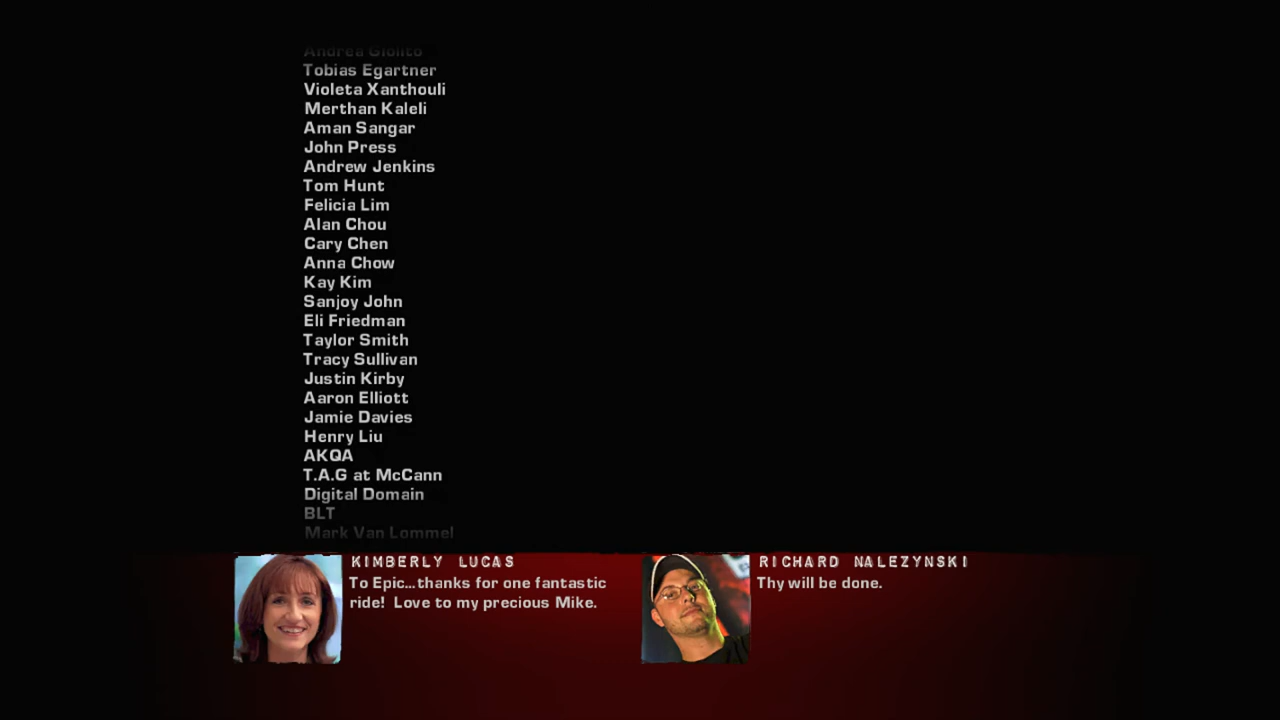 Andrea Giolito
Tobias Egartner
Violeta Xanthouli
Merthan Kaleli
Aman Sangar
John Press
Andrew Jenkins
Tom Hunt
Felicia Lim
Alan Chou
Cary Chen
Anna Chow
Kay Kim
Sanjoy John
Eli Friedman
Taylor Smith
Tracy Sullivan
Justin Kirby
Aaron Elliott
Jamie Davies
Henry Liu
AKQA
T.A.G at McCann
Digital Domain
BLT
Mark Van Lommel
KIMBERLY LUCAS
To Epic...thanks for one fantastic
ride! Love to my precious Mike.
RICHARD NALEZYNSKI
Thy will be done.